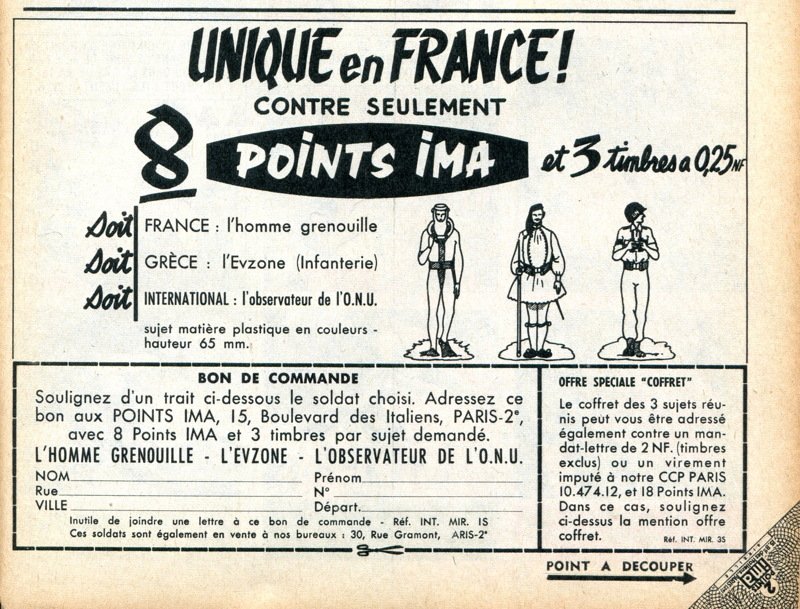 UNIQUE en FRANCE!
CONTRE SEULEMENT
8 POINTS IMA et 3 timbres a 0,25 NF
Soit FRANCE : l'homme grenouille
Soit GRÈCE : l'Evzone (Infanterie)
Soit INTERNATIONAL : l'observateur de l'O.N.U.
sujet matière plastique en couleurs -
hauteur 65 mm.
BON DE COMMANDE
Soulignez d'un trait ci-dessous le soldat choisi. Adressez ce
bon aux POINTS IMA, 15, Boulevard des Italiens, PARIS-2e,
avec 8 Points IMA et 3 timbres par sujet demandé.
L'HOMME GRENOUILLE - L'EVZONE - L'OBSERVATEUR DE L'O.N.U.
NOM Prénom
Rue N°
VILLE Départ.
Inutile de joindre une lettre à ce bon de commande - Réf. INT. MIR. IS
Ces soldats sont également en vente à nos bureaux : 30, Rue Gramont, ARIS-2e
OFFRE SPECIALE "COFFRET"
Le coffret des 3 sujets réu-
nis peut vous être adressé
également contre un man-
dat-lettre de 2 NF. (timbres
exclus) ou un virement
imputé à notre CCP PARIS
10.474.12, et 18 Points IMA.
Dans ce cas, soulignez
ci-dessus la mention offre
coffret.
Réf. INT. MIR. 3S
POINT A DECOUPER